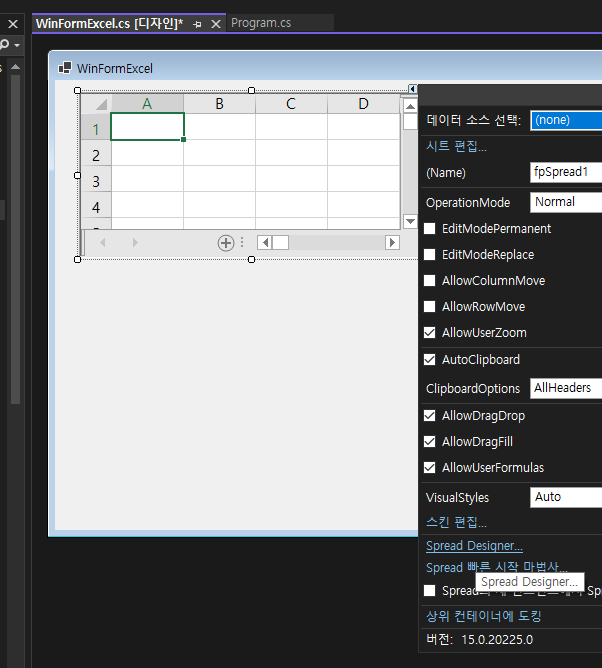 WinFormExcel.cs [디자인]*
Program.cs
WinFormExcel
A B C D
1
2
3
4
데이터 소스 선택: (none)
시트 편집...
(Name) fpSpread1
OperationMode Normal
EditModePermanent
EditModeReplace
AllowColumnMove
AllowRowMove
AllowUserZoom
AutoClipboard
ClipboardOptions AllHeaders
AllowDragDrop
AllowDragFill
AllowUserFormulas
VisualStyles Auto
스킨 편집...
Spread Designer...
Spread 빠른 시작 마법사...
Spread Designer...
상위 컨테이너에 도킹
버전: 15.0.20225.0